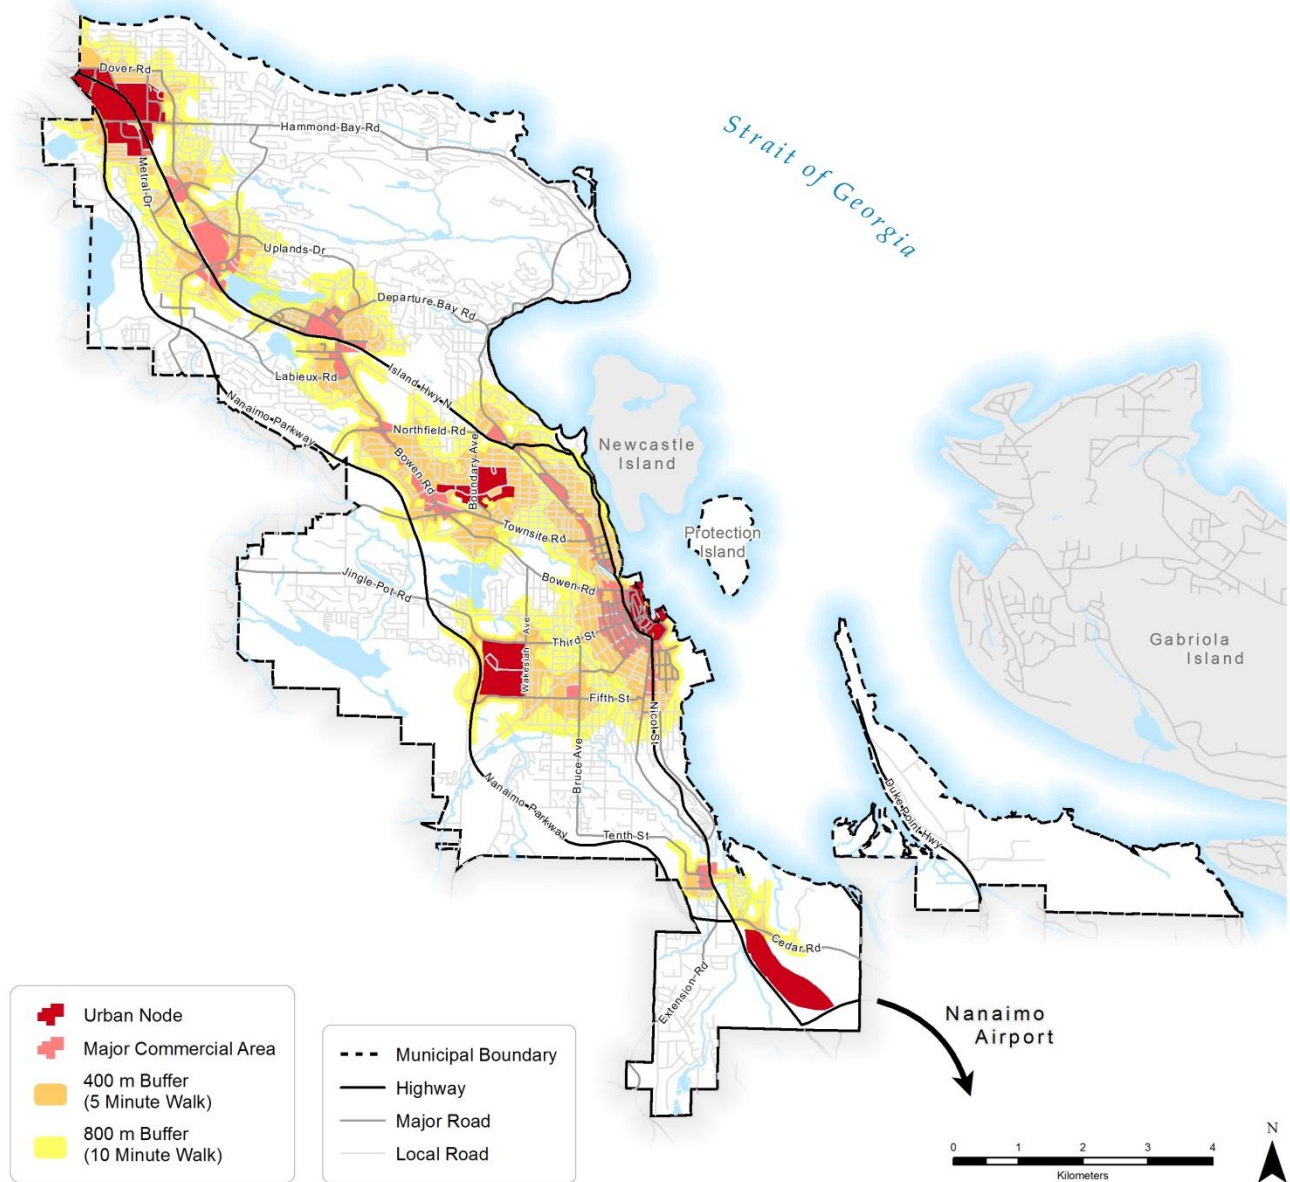 Dover Rd
Hammond Bay Rd
Strait of Georgia
Metral Dr
Uplands Dr
Departure Bay Rd
Island Hwy N
Labieux Rd
Nanaimo Parkway
Northfield Rd
Boundary Ave
Bowen Rd
Newcastle
Island
Protection
Island
Townsite Rd
Bowen Rd
Jingle Pot Rd
Third St
Wakesiah Ave
Fifth St
Nicol St
Bruce Ave
Gabriola
Island
Nanaimo Parkway
Tenth St
Duke Point Hwy
Cedar Rd
Extension Rd
Nanaimo
Airport
Urban Node
Major Commercial Area
400 m Buffer
(5 Minute Walk)
800 m Buffer
(10 Minute Walk)
Municipal Boundary
Highway
Major Road
Local Road
0 1 2 3 4
Kilometers
N